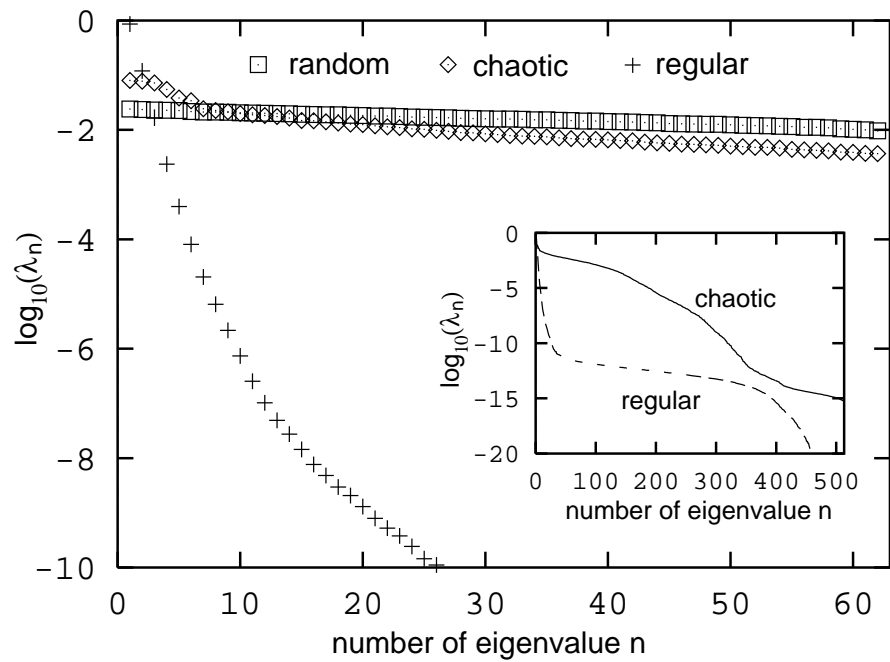 0
random chaotic regular
-2
-4
-6
-8
-10
log10(λn)
0 10 20 30 40 50 60
number of eigenvalue n
0
-5
-10
-15
-20
log10(λn)
chaotic
regular
0 100 200 300 400 500
number of eigenvalue n